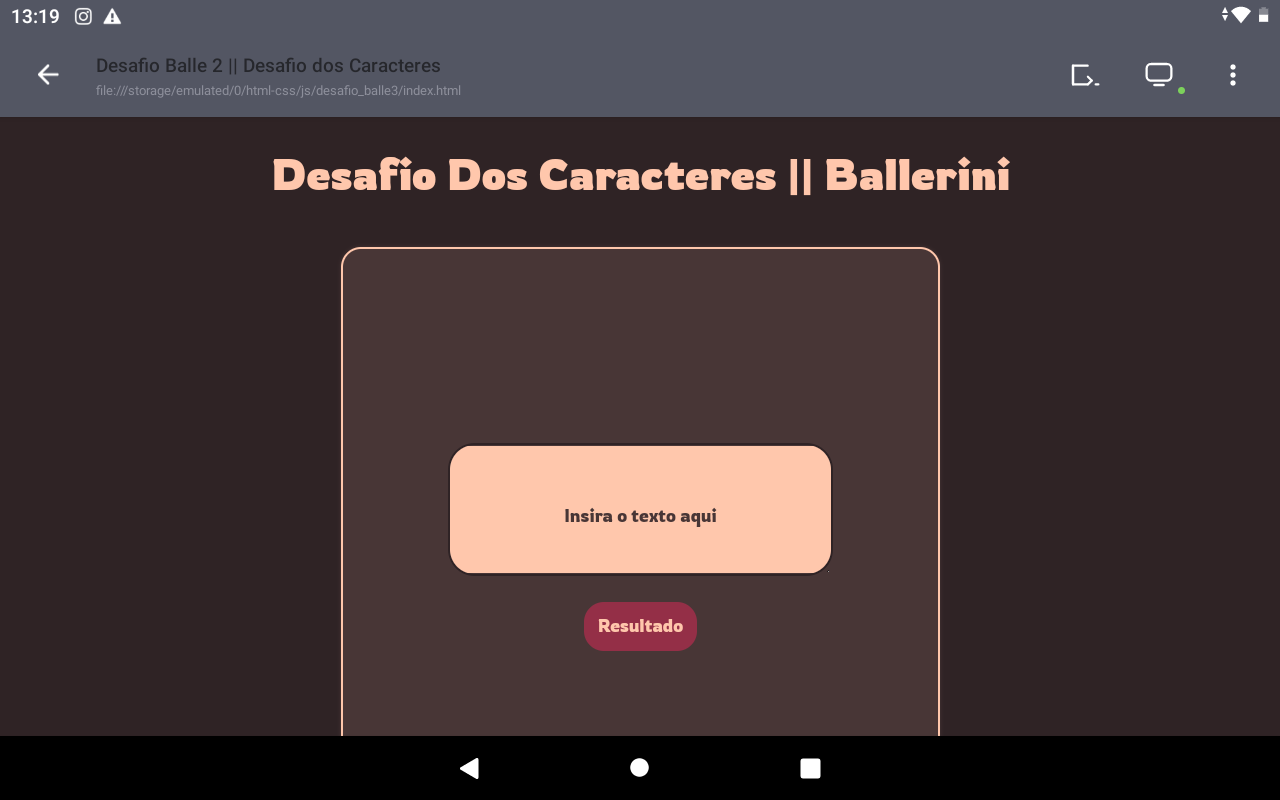 13:19
Desafio Balle 2 || Desafio dos Caracteres
file:///storage/emulated/0/html-css/js/desafio_balle3/index.html
Desafio Dos Caracteres || Ballerini
Insira o texto aqui
Resultado